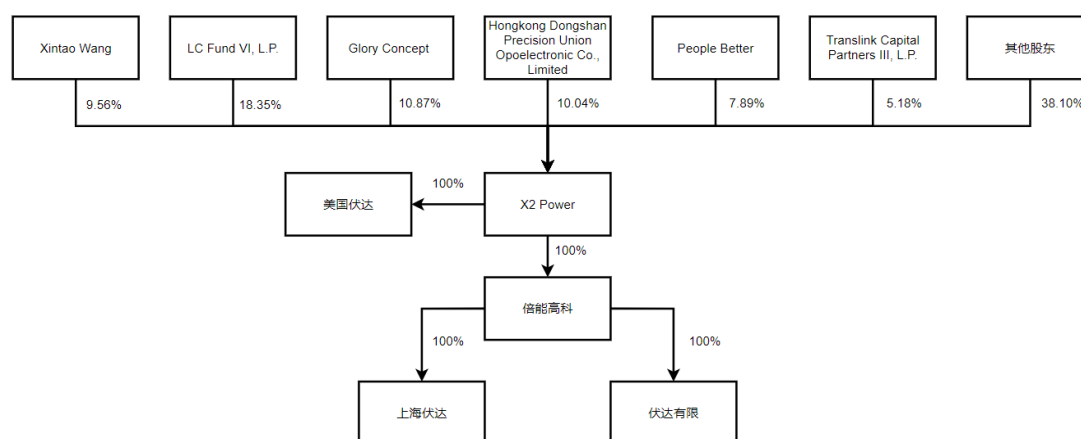 Xintao Wang
LC Fund VI, L.P.
Glory Concept
Hongkong Dongshan
Precision Union
Opoelectronic Co.,
Limited
People Better
Translink Capital
Partners III, L.P.
其他股东
9.56%
18.35%
10.87%
10.04%
7.89%
5.18%
38.10%
100%
美国伏达
X2 Power
100%
倍能高科
100%
100%
上海伏达
伏达有限